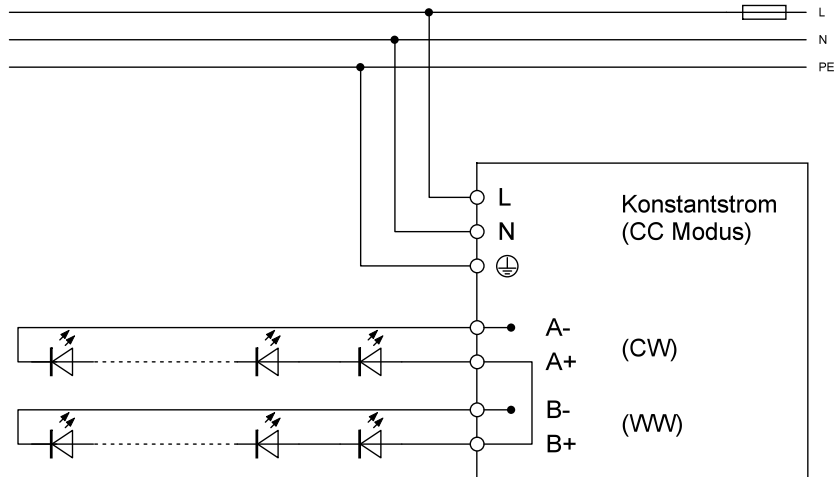 L
N
PE
L
N
Konstantstrom
(CC Modus)
A-
A+
(CW)
B-
B+
(WW)